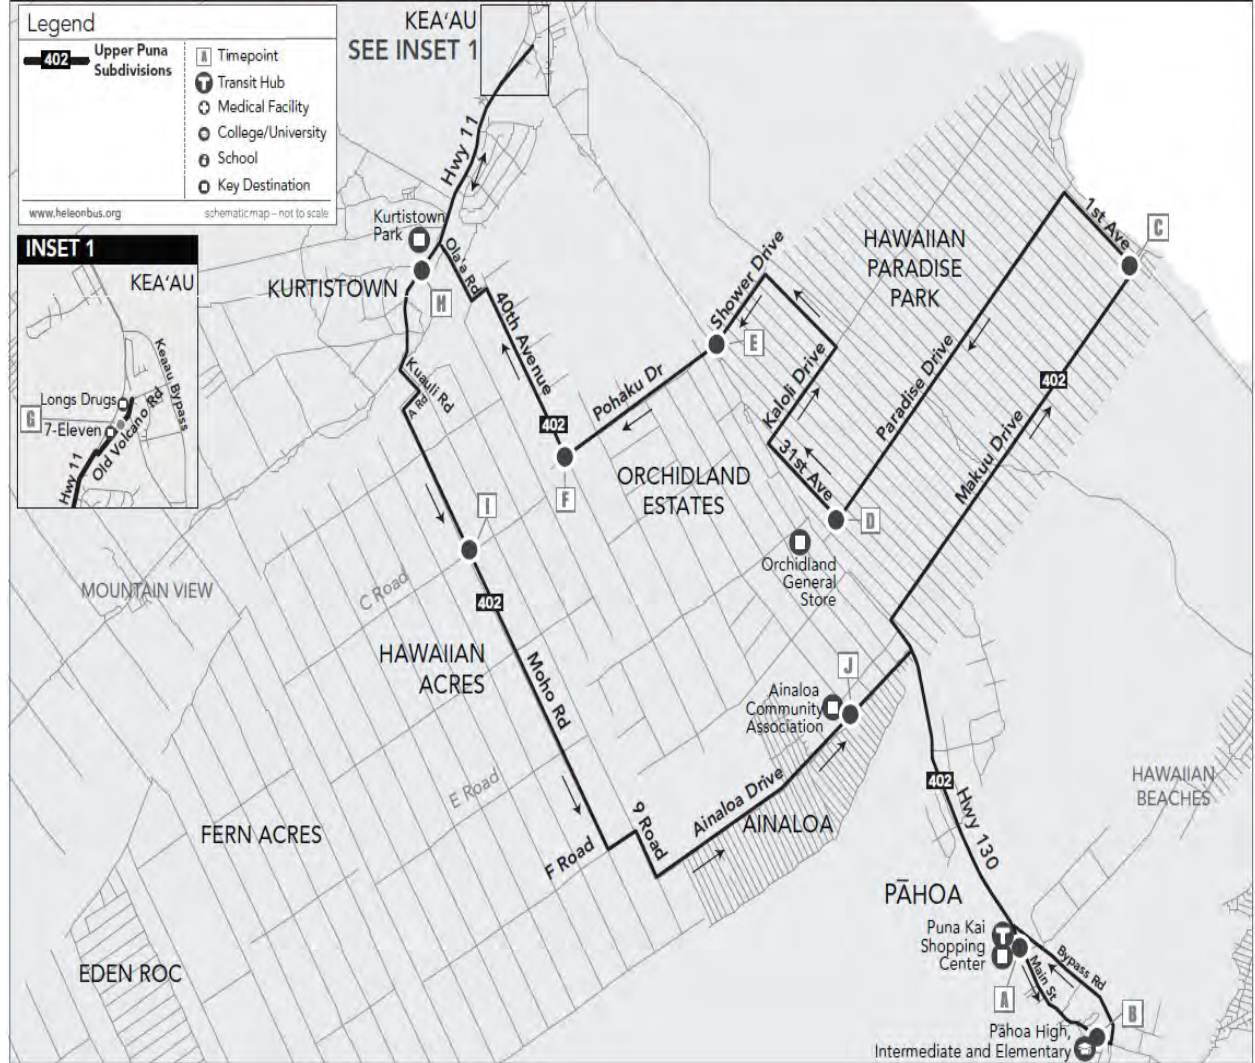 Legend
402
Upper Puna
Subdivisions
A Timepoint
T Transit Hub
Medical Facility
College/University
School
Key Destination
www.heleonbus.org
schematic map – not to scale
KEAʻAU
SEE INSET 1
INSET 1
KEAʻAU
Keaau Bypass
Longs Drugs
G
7-Eleven
Old Volcano Rd
Hwy 11
Hwy 11
Kurtistown
Park
KURTISTOWN
H
Ola'a Rd
40th Avenue
402
Kuauli Rd
A Rd
Shower Drive
E
Pohaku Dr
F
HAWAIIAN
PARADISE
PARK
1st Ave
C
Kaloli Drive
Paradise Drive
402
Makuu Drive
31st Ave
D
ORCHIDLAND
ESTATES
Orchidland
General
Store
I
MOUNTAIN VIEW
C Road
402
HAWAIIAN
ACRES
Moho Rd
J
Ainaloa
Community
Association
E Road
9 Road
Ainaloa Drive
AINALOA
F Road
FERN ACRES
EDEN ROC
402
Hwy 130
HAWAIIAN
BEACHES
PĀHOA
Puna Kai
Shopping
Center
T
Main St
Bypass Rd
A
B
Pāhoa High,
Intermediate and Elementary